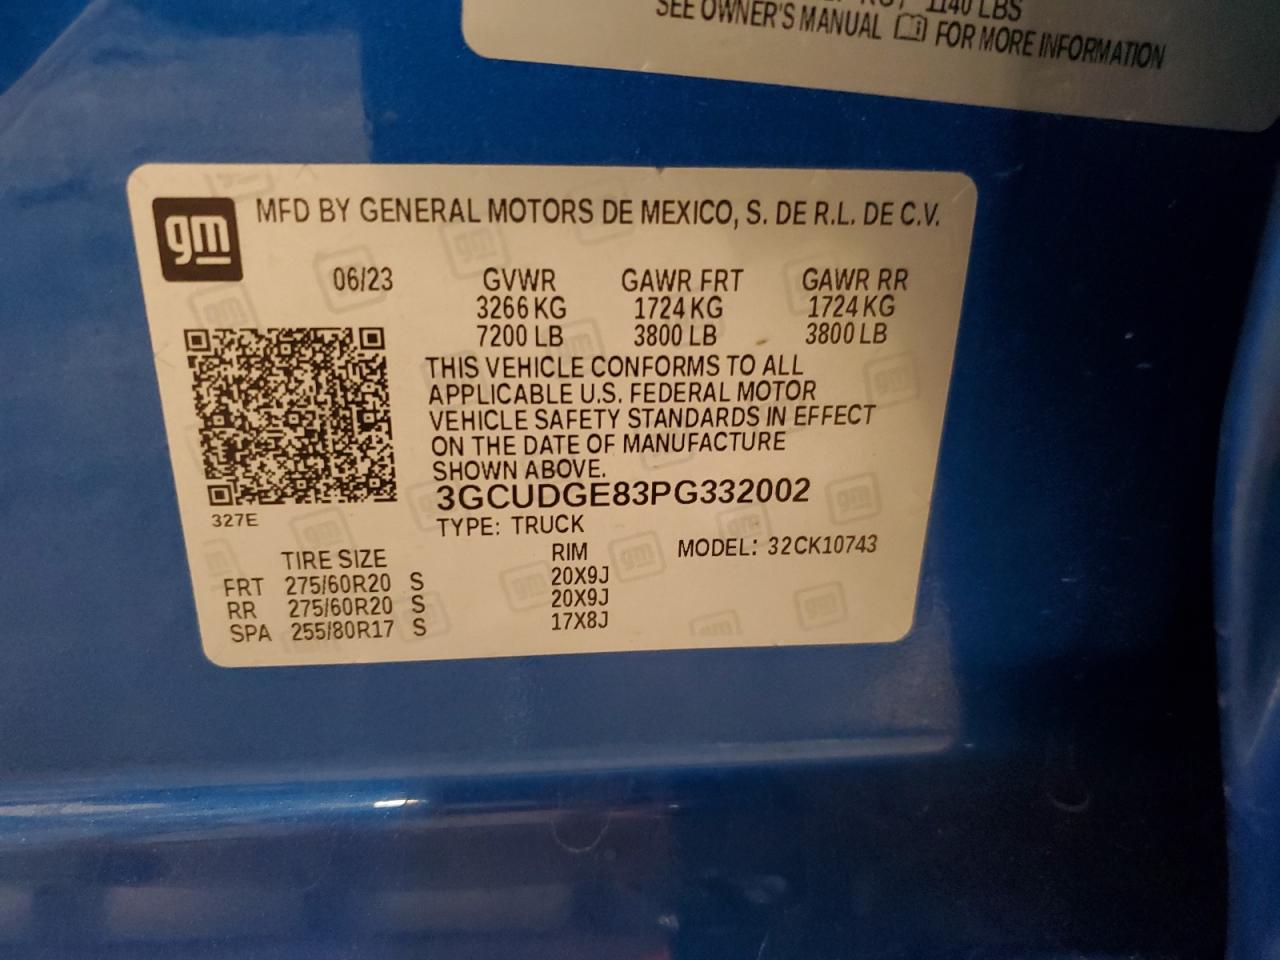 1140 LBS
SEE OWNER'S MANUAL FOR MORE INFORMATION
gm
MFD BY GENERAL MOTORS DE MEXICO, S. DE R.L. DE C.V.
06/23 GVWR GAWR FRT GAWR RR
3266 KG 1724 KG 1724 KG
7200 LB 3800 LB 3800 LB
THIS VEHICLE CONFORMS TO ALL
APPLICABLE U.S. FEDERAL MOTOR
VEHICLE SAFETY STANDARDS IN EFFECT
ON THE DATE OF MANUFACTURE
SHOWN ABOVE.
3GCUDGE83PG332002
327E
TYPE: TRUCK
TIRE SIZE RIM MODEL: 32CK10743
FRT 275/60R20 S 20X9J
RR 275/60R20 S 20X9J
SPA 255/80R17 S 17X8J